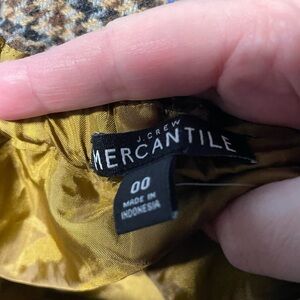 J.CREW
MERCANTILE
00
MADE IN
INDONESIA